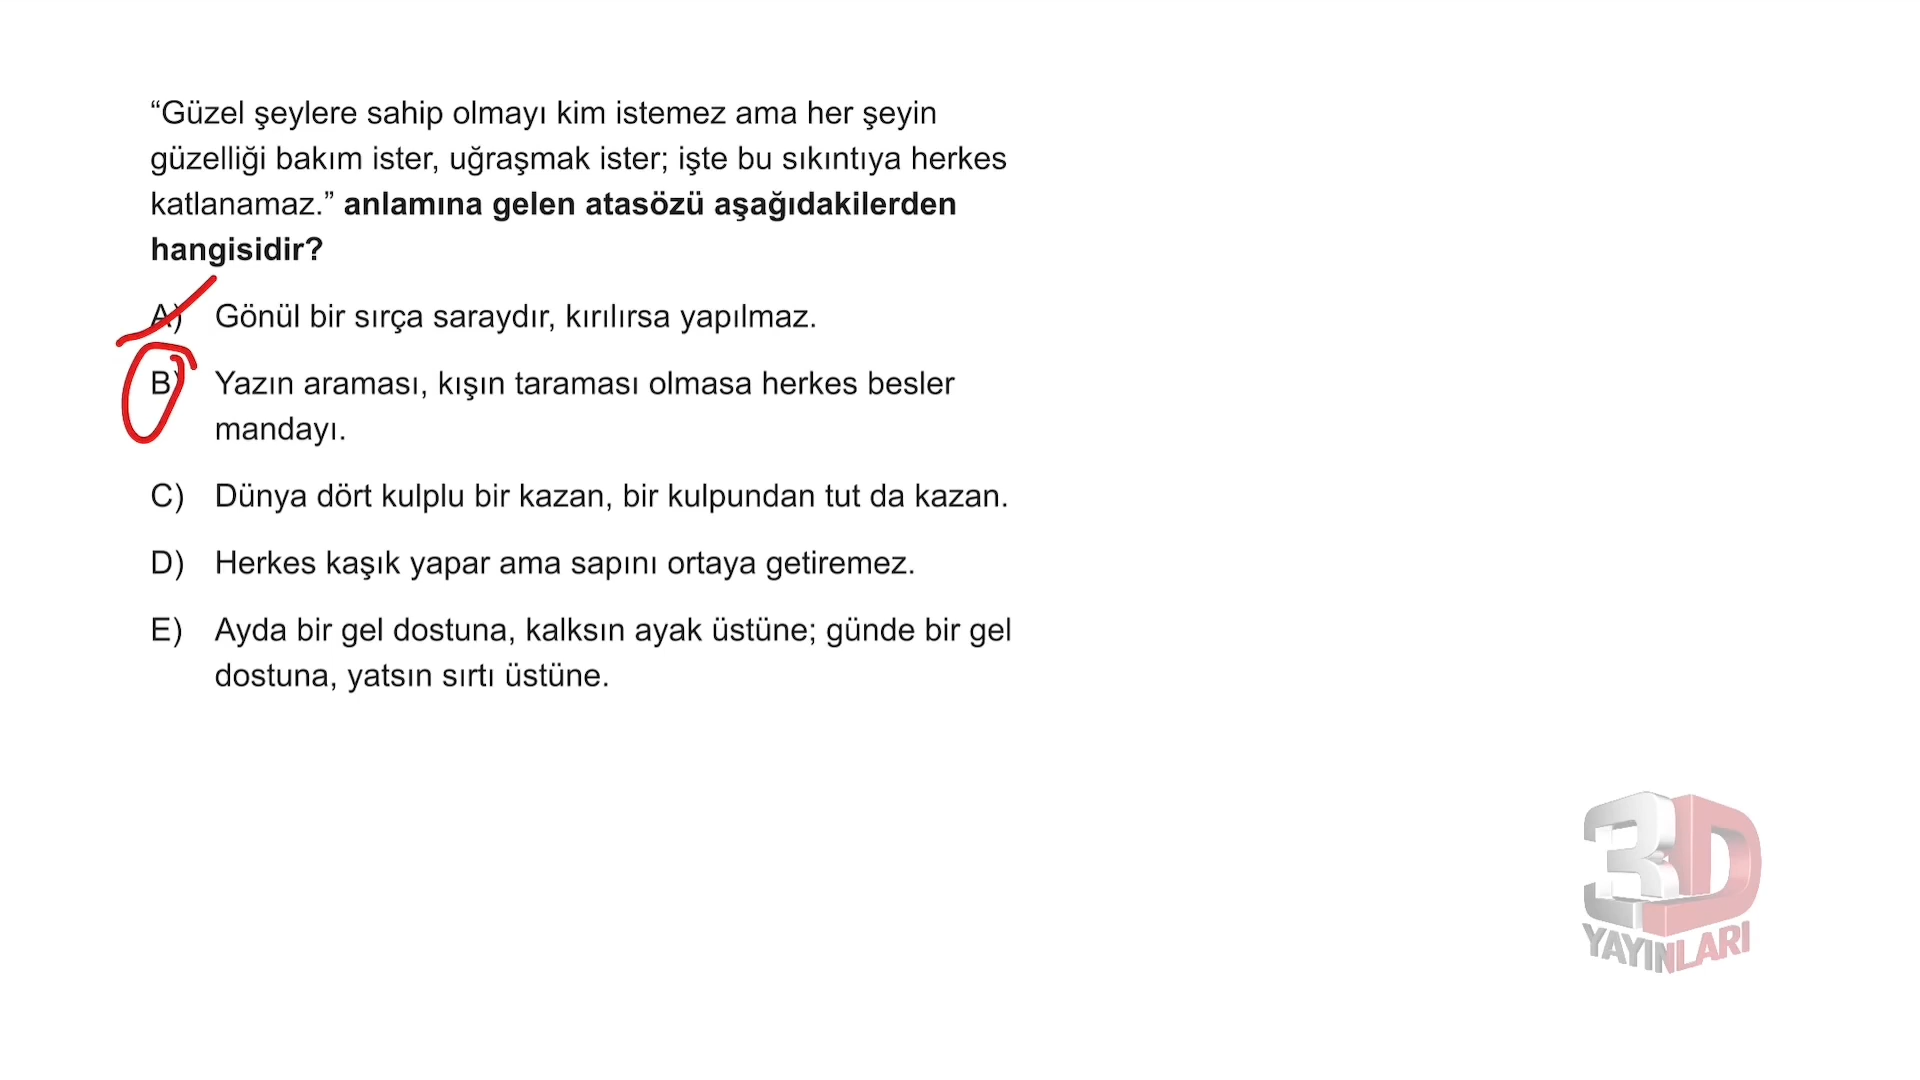 “Güzel şeylere sahip olmayı kim istemez ama her şeyin
güzelliği bakım ister, uğraşmak ister; işte bu sıkıntıya herkes
katlanamaz.” anlamına gelen atasözü aşağıdakilerden
hangisidir?
A) Gönül bir sırça saraydır, kırılırsa yapılmaz.
B) Yazın araması, kışın taraması olmasa herkes besler
mandayı.
C) Dünya dört kulplu bir kazan, bir kulpundan tut da kazan.
D) Herkes kaşık yapar ama sapını ortaya getiremez.
E) Ayda bir gel dostuna, kalksın ayak üstüne; günde bir gel
dostuna, yatsın sırtı üstüne.
3D
YAYINLARI